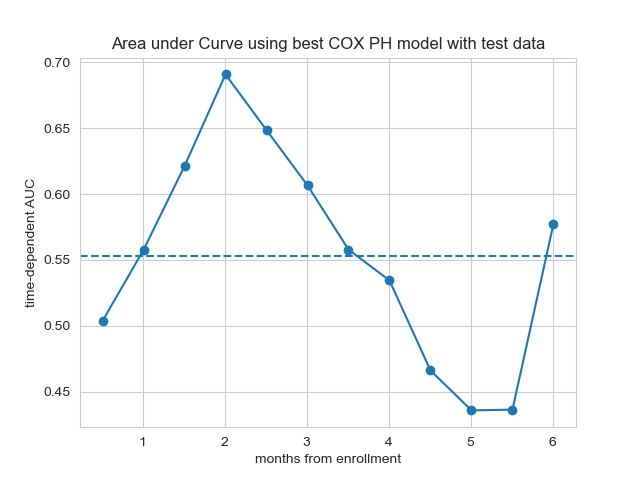 Area under Curve using best COX PH model with test data
0.70
0.65
0.60
0.55
0.50
0.45
time-dependent AUC
1 2 3 4 5 6
months from enrollment